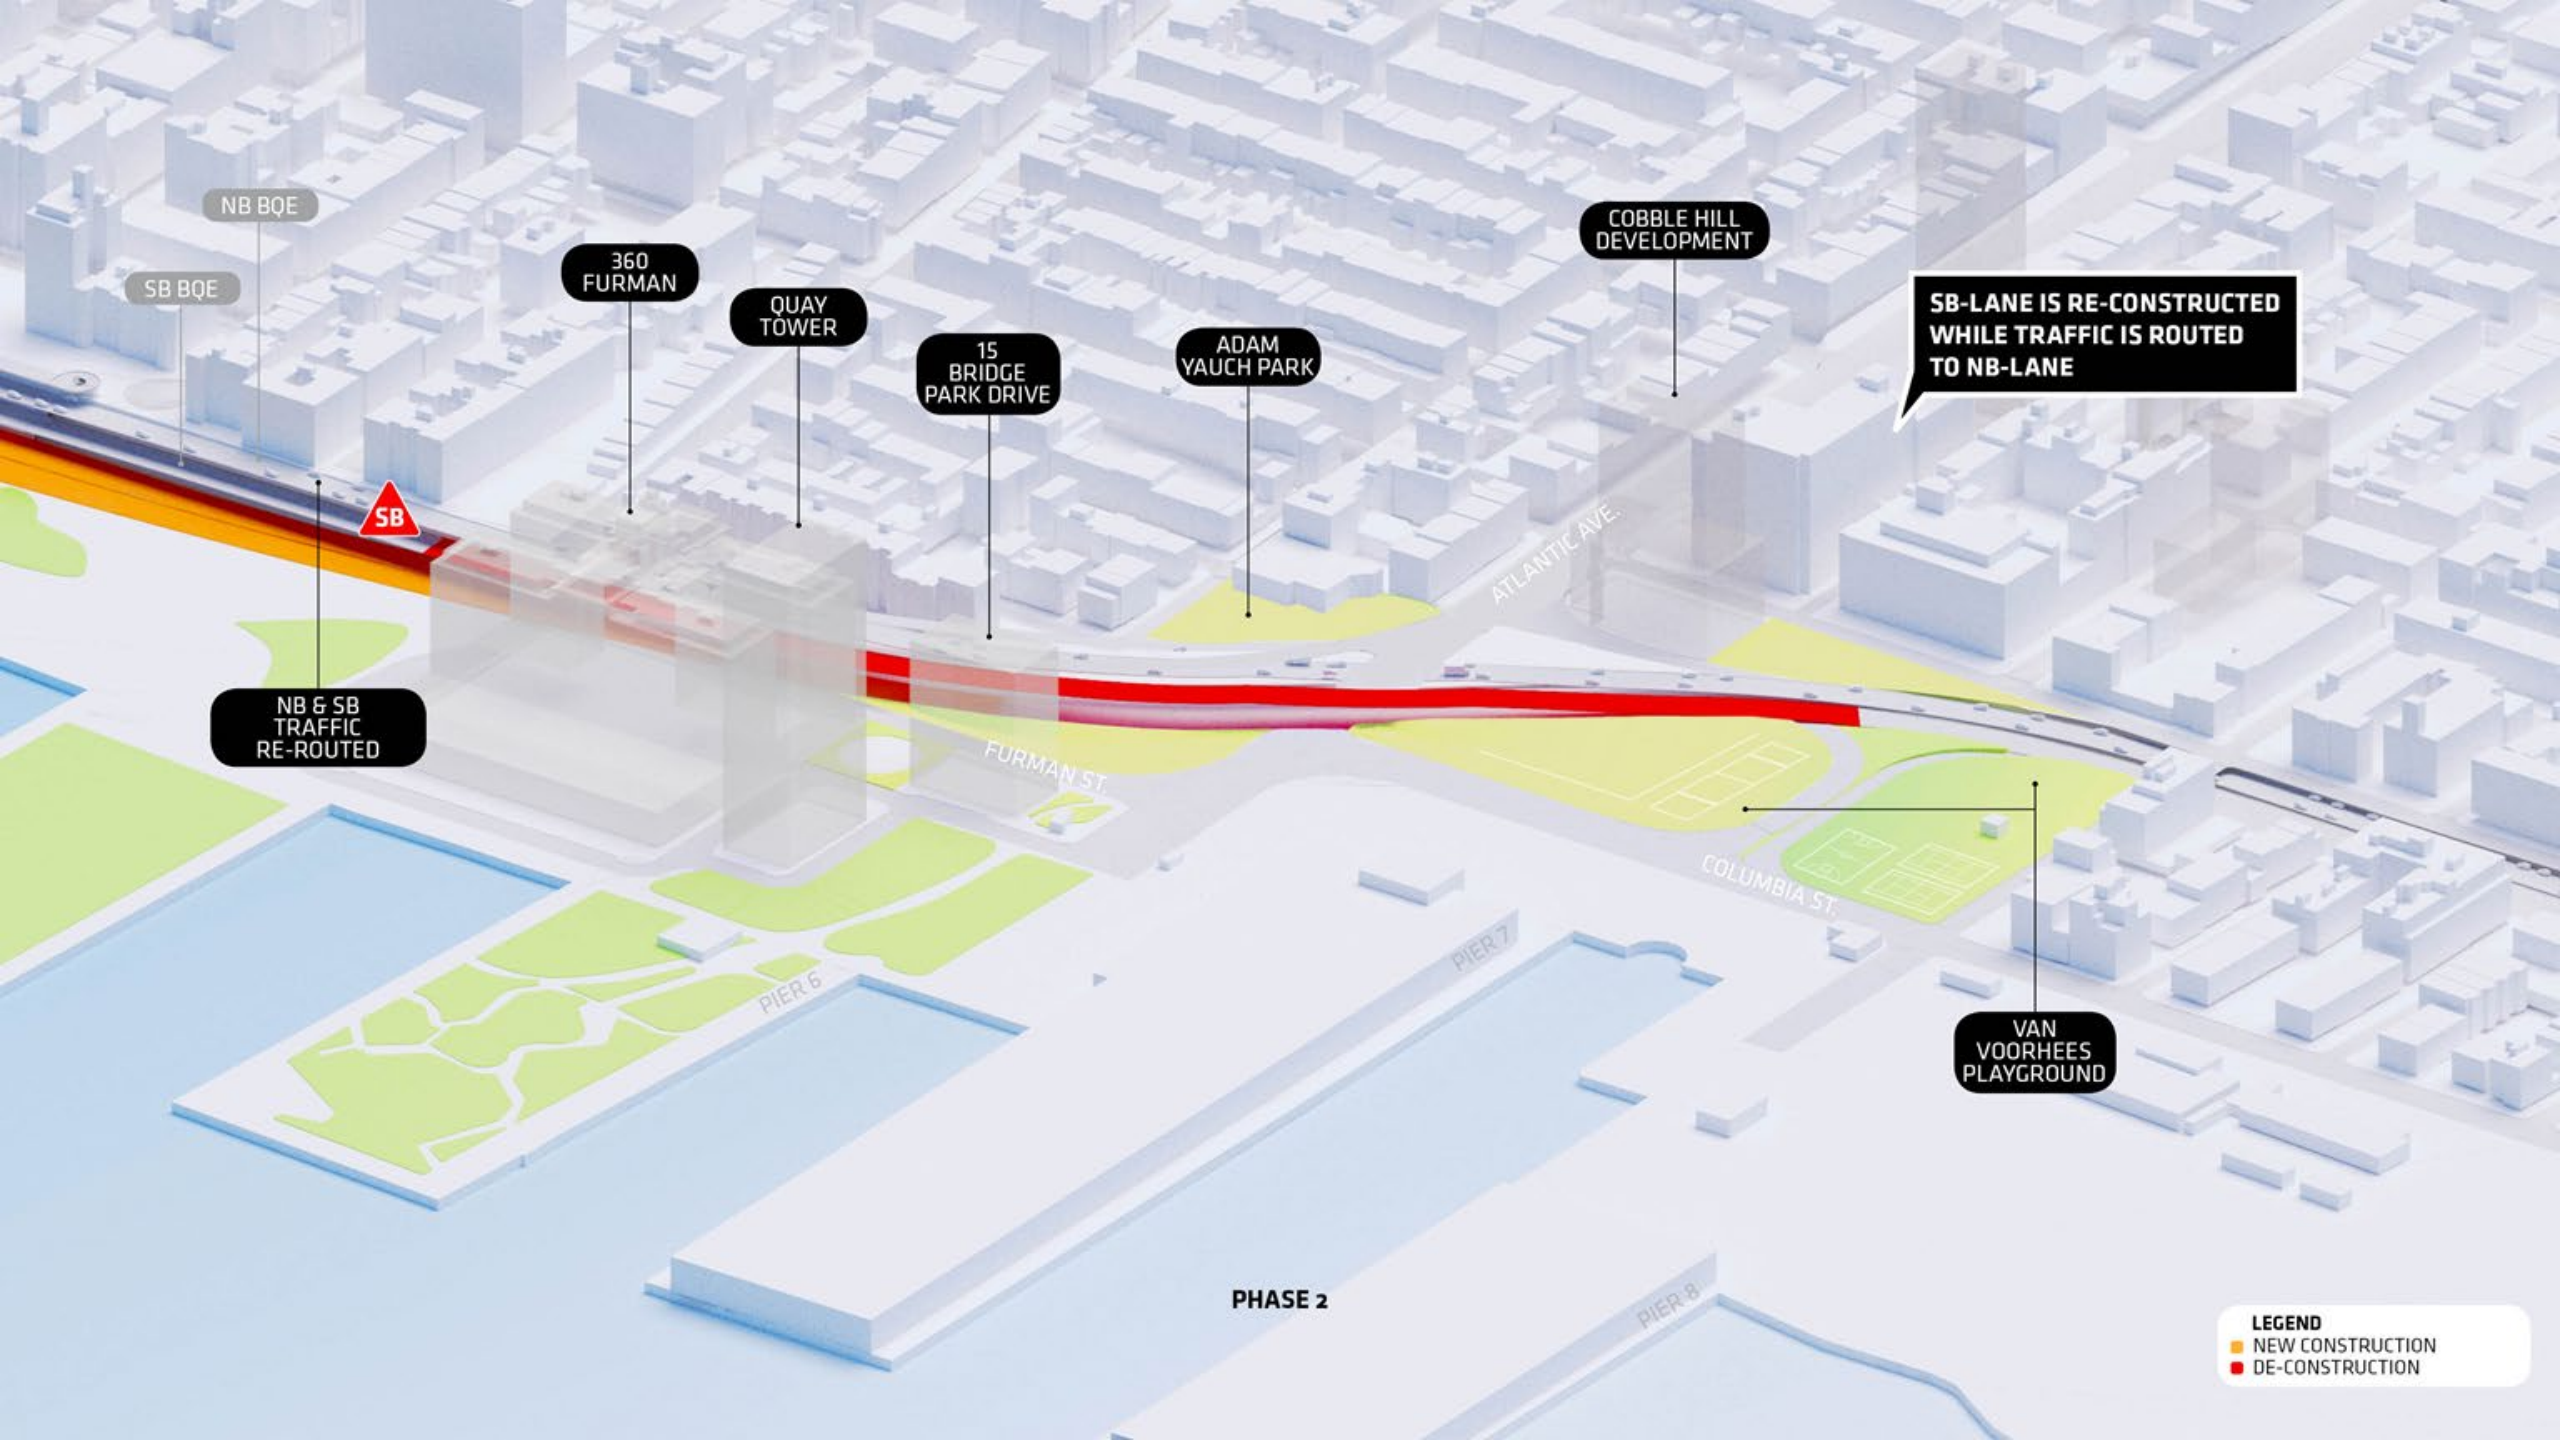 NB BQE
SB BQE
360
FURMAN
QUAY
TOWER
15
BRIDGE
PARK DRIVE
ADAM
YAUCH PARK
COBBLE HILL
DEVELOPMENT
SB-LANE IS RE-CONSTRUCTED
WHILE TRAFFIC IS ROUTED
TO NB-LANE
SB
ATLANTIC AVE.
NB & SB
TRAFFIC
RE-ROUTED
FURMAN ST.
COLUMBIA ST.
PIER 6
PIER 7
VAN
VOORHEES
PLAYGROUND
PIER 8
PHASE 2
LEGEND
NEW CONSTRUCTION
DE-CONSTRUCTION